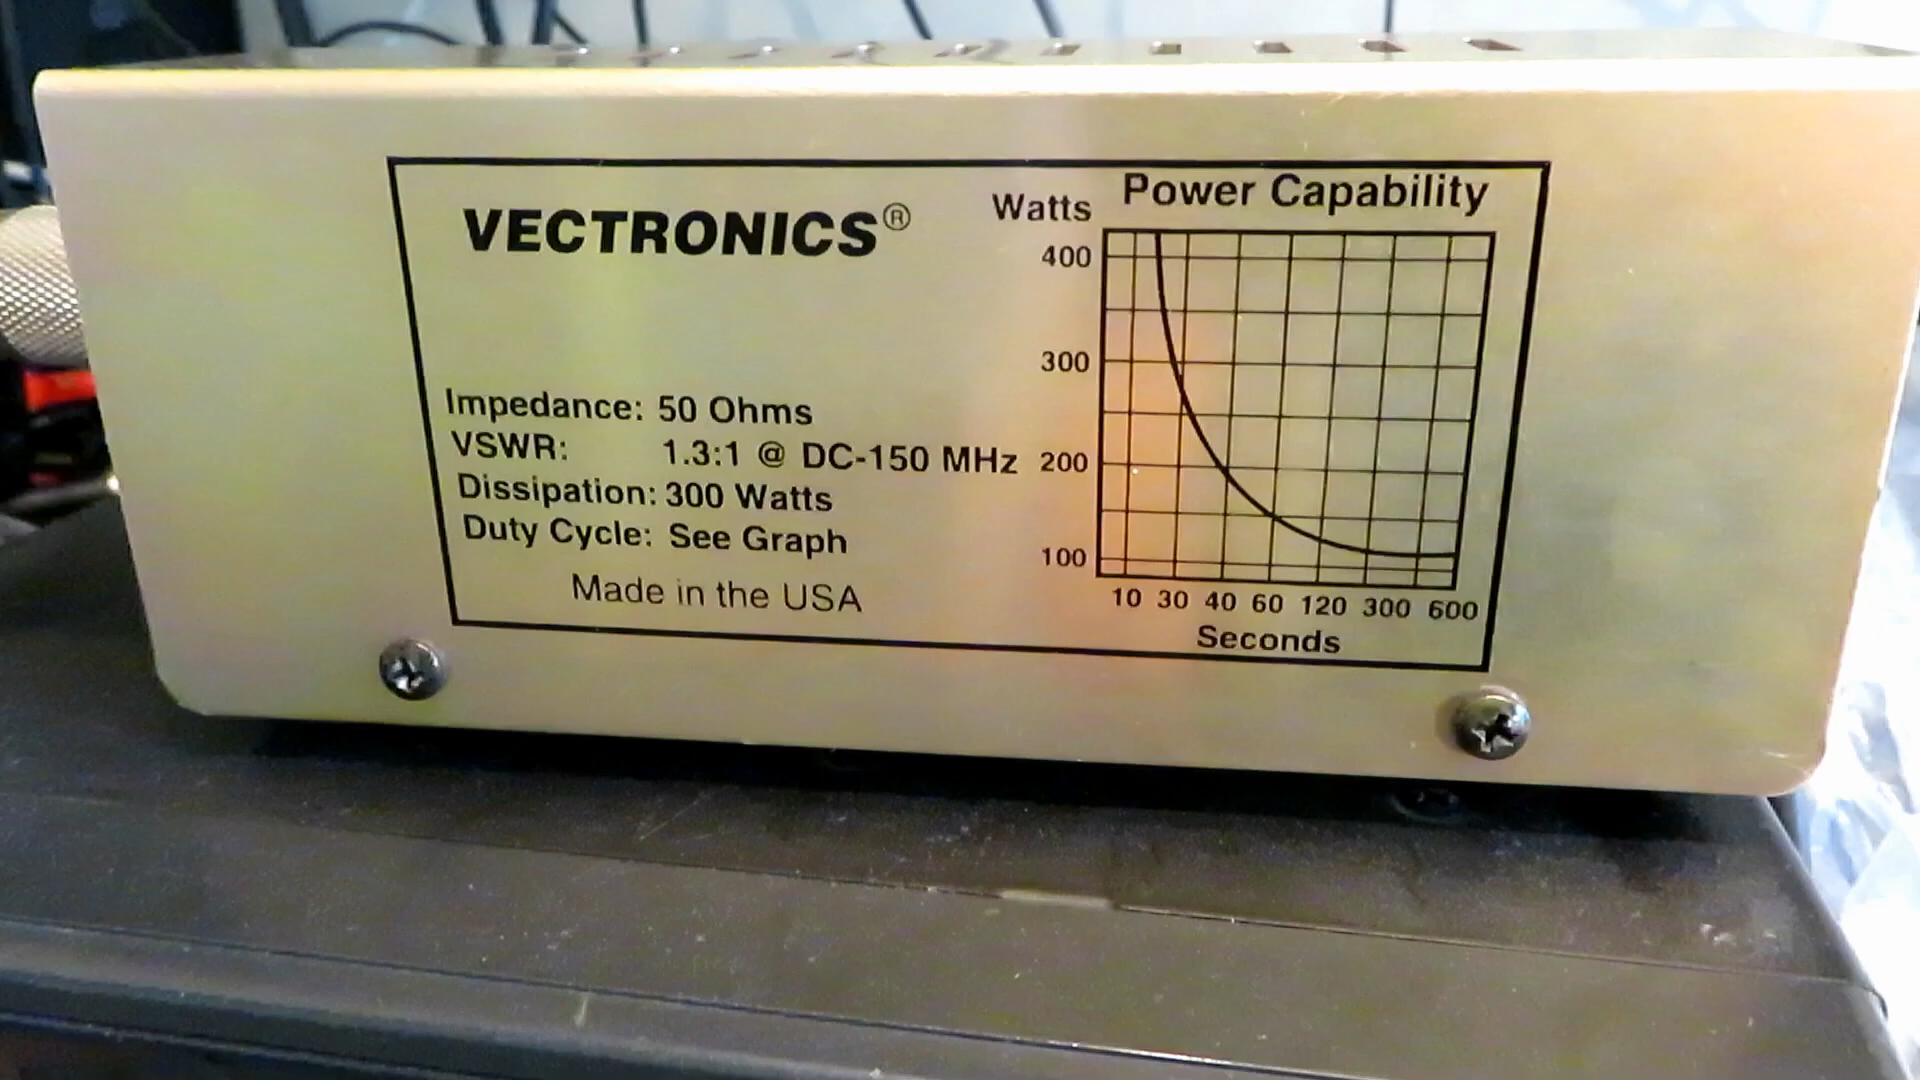 VECTRONICS®
Impedance: 50 Ohms
VSWR: 1.3:1 @ DC-150 MHz
Dissipation: 300 Watts
Duty Cycle: See Graph
Made in the USA
Power Capability
Watts
400
300
200
100
10 30 40 60 120 300 600
Seconds